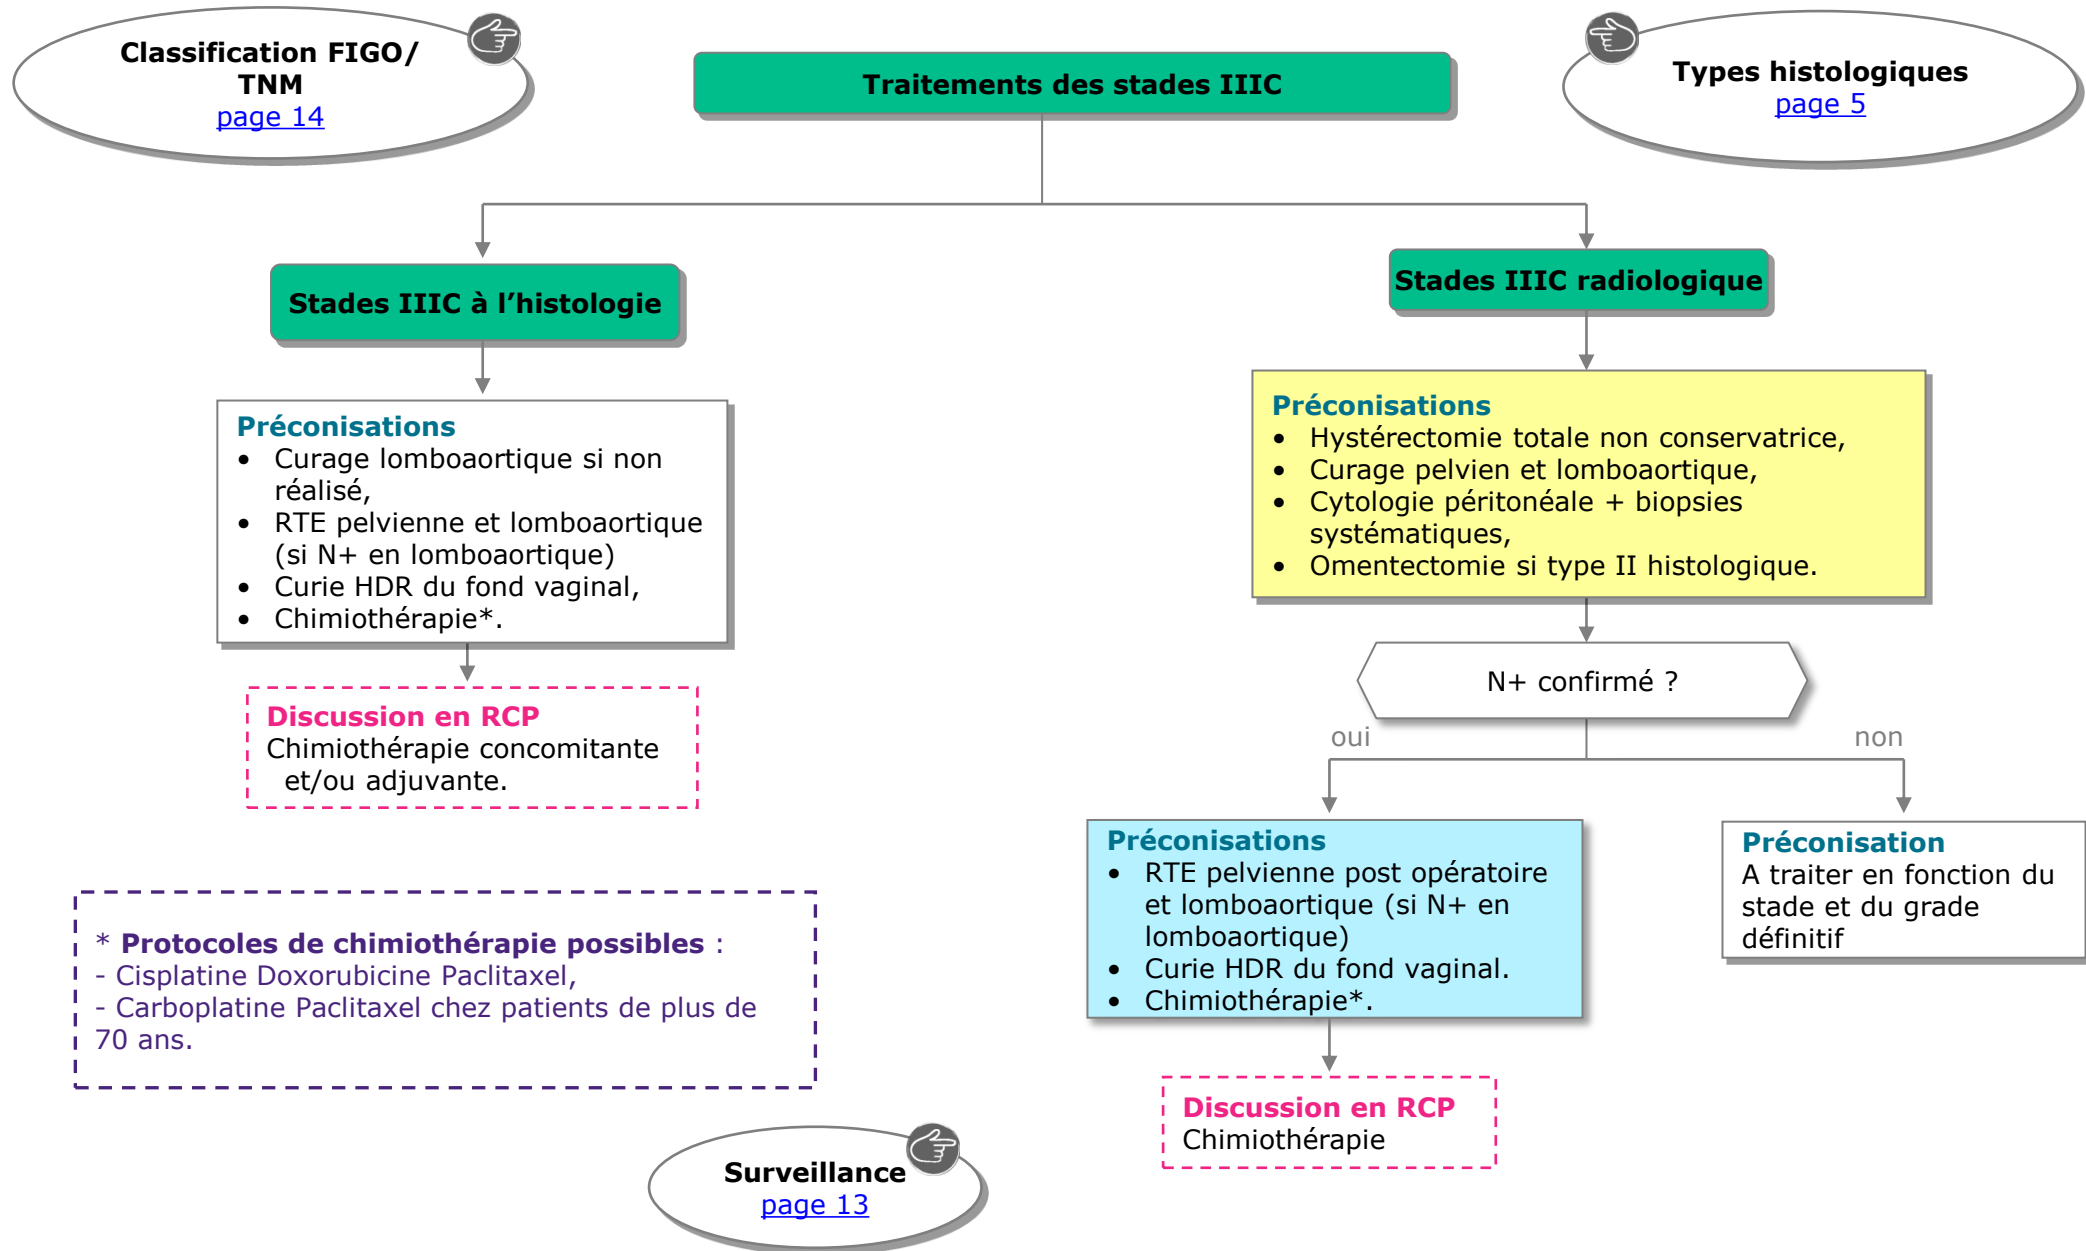 Classification FIGO/
TNM
page 14
Traitements des stades IIIC
Types histologiques
page 5
Stades IIIC à l’histologie
Stades IIIC radiologique
Préconisations
• Curage lomboaortique si non
réalisé,
• RTE pelvienne et lomboaortique
(si N+ en lomboaortique)
• Curie HDR du fond vaginal,
• Chimiothérapie*.
Discussion en RCP
Chimiothérapie concomitante
et/ou adjuvante.
* Protocoles de chimiothérapie possibles :
- Cisplatine Doxorubicine Paclitaxel,
- Carboplatine Paclitaxel chez patients de plus de
70 ans.
Préconisations
• Hystérectomie totale non conservatrice,
• Curage pelvien et lomboaortique,
• Cytologie péritonéale + biopsies
systématiques,
• Omentectomie si type II histologique.
N+ confirmé ?
oui
non
Préconisations
• RTE pelvienne post opératoire
et lomboaortique (si N+ en
lomboaortique)
• Curie HDR du fond vaginal.
• Chimiothérapie*.
Préconisation
A traiter en fonction du
stade et du grade
définitif
Discussion en RCP
Chimiothérapie
Surveillance
page 13